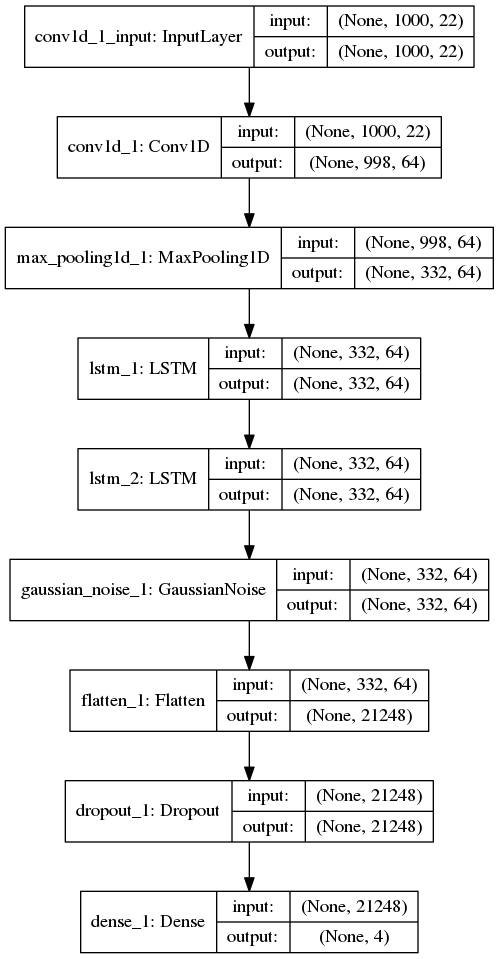 conv1d_1_input: InputLayer
input: (None, 1000, 22)
output: (None, 1000, 22)
conv1d_1: Conv1D
input: (None, 1000, 22)
output: (None, 998, 64)
max_pooling1d_1: MaxPooling1D
input: (None, 998, 64)
output: (None, 332, 64)
lstm_1: LSTM
input: (None, 332, 64)
output: (None, 332, 64)
lstm_2: LSTM
input: (None, 332, 64)
output: (None, 332, 64)
gaussian_noise_1: GaussianNoise
input: (None, 332, 64)
output: (None, 332, 64)
flatten_1: Flatten
input: (None, 332, 64)
output: (None, 21248)
dropout_1: Dropout
input: (None, 21248)
output: (None, 21248)
dense_1: Dense
input: (None, 21248)
output: (None, 4)